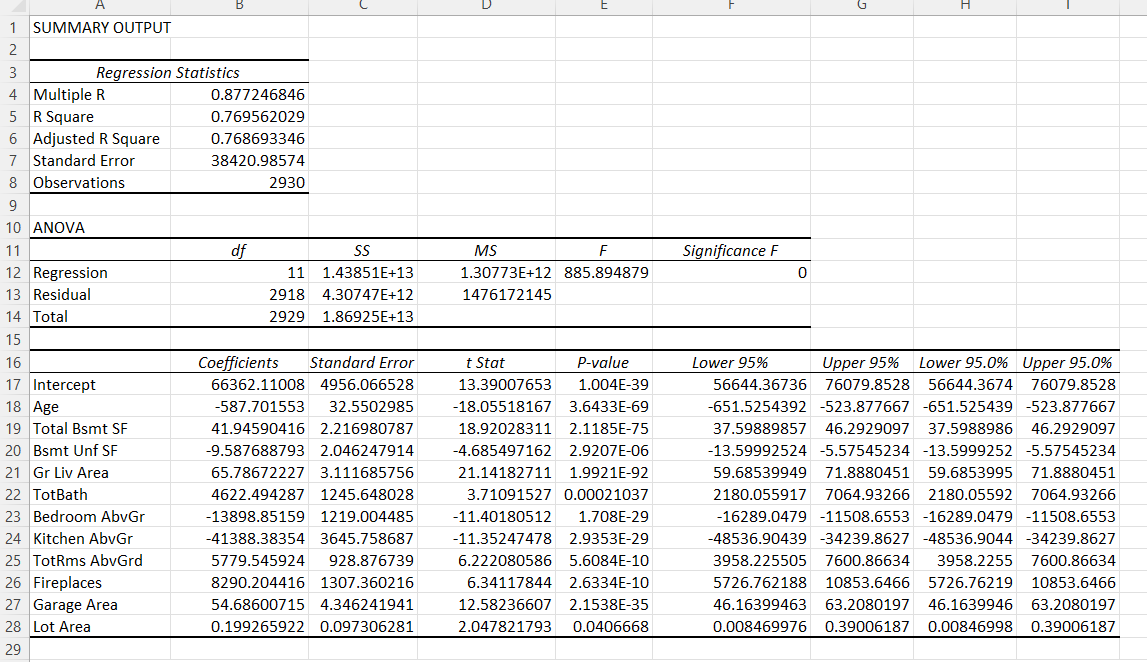 A B C D E F G H I
1 SUMMARY OUTPUT
2
3 Regression Statistics
4 Multiple R 0.877246846
5 R Square 0.769562029
6 Adjusted R Square 0.768693346
7 Standard Error 38420.98574
8 Observations 2930
9
10 ANOVA
11 df SS MS F Significance F
12 Regression 11 1.43851E+13 1.30773E+12 885.894879 0
13 Residual 2918 4.30747E+12 1476172145
14 Total 2929 1.86925E+13
15
16 Coefficients Standard Error t Stat P-value Lower 95% Upper 95% Lower 95.0% Upper 95.0%
17 Intercept 66362.11008 4956.066528 13.39007653 1.004E-39 56644.36736 76079.8528 56644.3674 76079.8528
18 Age -587.701553 32.5502985 -18.05518167 3.6433E-69 -651.5254392 -523.877667 -651.525439 -523.877667
19 Total Bsmt SF 41.94590416 2.216980787 18.92028311 2.1185E-75 37.59889857 46.2929097 37.5988986 46.2929097
20 Bsmt Unf SF -9.587688793 2.046247914 -4.685497162 2.9207E-06 -13.59992524 -5.57545234 -13.5999252 -5.57545234
21 Gr Liv Area 65.78672227 3.111685756 21.14182711 1.9921E-92 59.68539949 71.8880451 59.6853995 71.8880451
22 TotBath 4622.494287 1245.648028 3.71091527 0.00021037 2180.055917 7064.93266 2180.05592 7064.93266
23 Bedroom AbvGr -13898.85159 1219.004485 -11.40180512 1.708E-29 -16289.0479 -11508.6553 -16289.0479 -11508.6553
24 Kitchen AbvGr -41388.38354 3645.758687 -11.35247478 2.9353E-29 -48536.90439 -34239.8627 -48536.9044 -34239.8627
25 TotRms AbvGrd 5779.545924 928.876739 6.222080586 5.6084E-10 3958.225505 7600.86634 3958.2255 7600.86634
26 Fireplaces 8290.204416 1307.360216 6.34117844 2.6334E-10 5726.762188 10853.6466 5726.76219 10853.6466
27 Garage Area 54.68600715 4.346241941 12.58236607 2.1538E-35 46.16399463 63.2080197 46.1639946 63.2080197
28 Lot Area 0.199265922 0.097306281 2.047821793 0.0406668 0.008469976 0.39006187 0.00846998 0.39006187
29